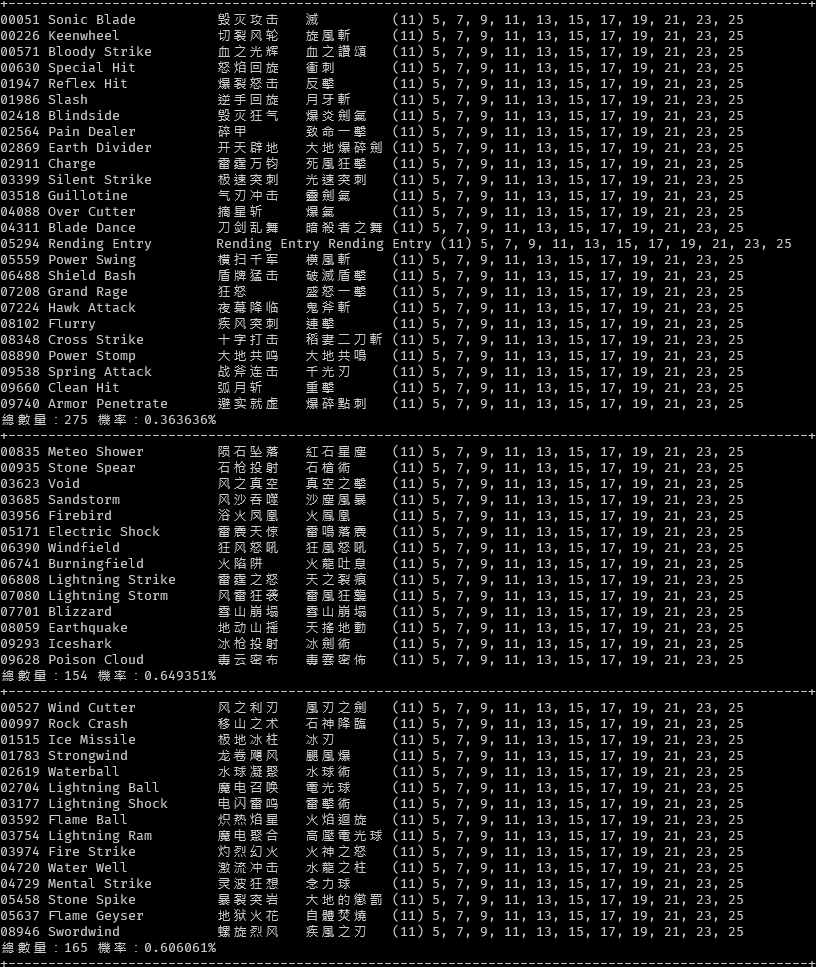 +-----------------------------------------------------------------------------------------------------+
00051 Sonic Blade 毁灭攻击 滅 (11) 5, 7, 9, 11, 13, 15, 17, 19, 21, 23, 25
00226 Keenwheel 切裂风轮 旋風斬 (11) 5, 7, 9, 11, 13, 15, 17, 19, 21, 23, 25
00571 Bloody Strike 血之光辉 血之讚頌 (11) 5, 7, 9, 11, 13, 15, 17, 19, 21, 23, 25
00630 Special Hit 怒焰回旋 衝刺 (11) 5, 7, 9, 11, 13, 15, 17, 19, 21, 23, 25
01947 Reflex Hit 爆裂怒击 反擊 (11) 5, 7, 9, 11, 13, 15, 17, 19, 21, 23, 25
01986 Slash 逆手回旋 月牙斬 (11) 5, 7, 9, 11, 13, 15, 17, 19, 21, 23, 25
02418 Blindside 毁灭狂气 爆炎劍氣 (11) 5, 7, 9, 11, 13, 15, 17, 19, 21, 23, 25
02564 Pain Dealer 碎甲 致命一擊 (11) 5, 7, 9, 11, 13, 15, 17, 19, 21, 23, 25
02869 Earth Divider 开天辟地 大地爆碎劍 (11) 5, 7, 9, 11, 13, 15, 17, 19, 21, 23, 25
02911 Charge 雷霆万钧 死風狂擊 (11) 5, 7, 9, 11, 13, 15, 17, 19, 21, 23, 25
03399 Silent Strike 极速突刺 光速突刺 (11) 5, 7, 9, 11, 13, 15, 17, 19, 21, 23, 25
03518 Guillotine 气刃冲击 靈劍氣 (11) 5, 7, 9, 11, 13, 15, 17, 19, 21, 23, 25
04088 Over Cutter 摘星斩 爆氣 (11) 5, 7, 9, 11, 13, 15, 17, 19, 21, 23, 25
04311 Blade Dance 刀剑乱舞 暗殺者之舞 (11) 5, 7, 9, 11, 13, 15, 17, 19, 21, 23, 25
05294 Rending Entry Rending Entry Rending Entry (11) 5, 7, 9, 11, 13, 15, 17, 19, 21, 23, 25
05559 Power Swing 横扫千军 橫風斬 (11) 5, 7, 9, 11, 13, 15, 17, 19, 21, 23, 25
06488 Shield Bash 盾牌猛击 破滅盾擊 (11) 5, 7, 9, 11, 13, 15, 17, 19, 21, 23, 25
07208 Grand Rage 狂怒 盛怒一擊 (11) 5, 7, 9, 11, 13, 15, 17, 19, 21, 23, 25
07224 Hawk Attack 夜幕降临 鬼斧斬 (11) 5, 7, 9, 11, 13, 15, 17, 19, 21, 23, 25
08102 Flurry 疾风突刺 連擊 (11) 5, 7, 9, 11, 13, 15, 17, 19, 21, 23, 25
08348 Cross Strike 十字打击 稻妻二刀斬 (11) 5, 7, 9, 11, 13, 15, 17, 19, 21, 23, 25
08890 Power Stomp 大地共鸣 大地共鳴 (11) 5, 7, 9, 11, 13, 15, 17, 19, 21, 23, 25
09538 Spring Attack 战斧连击 千光刃 (11) 5, 7, 9, 11, 13, 15, 17, 19, 21, 23, 25
09660 Clean Hit 弧月斩 重擊 (11) 5, 7, 9, 11, 13, 15, 17, 19, 21, 23, 25
09740 Armor Penetrate 避实就虚 爆碎點刺 (11) 5, 7, 9, 11, 13, 15, 17, 19, 21, 23, 25
總數量：275 機率：0.363636%
+-----------------------------------------------------------------------------------------------------+
00835 Meteo Shower 陨石坠落 紅石星塵 (11) 5, 7, 9, 11, 13, 15, 17, 19, 21, 23, 25
00935 Stone Spear 石枪投射 石槍術 (11) 5, 7, 9, 11, 13, 15, 17, 19, 21, 23, 25
03623 Void 风之真空 真空之擊 (11) 5, 7, 9, 11, 13, 15, 17, 19, 21, 23, 25
03685 Sandstorm 风沙吞噬 沙塵風暴 (11) 5, 7, 9, 11, 13, 15, 17, 19, 21, 23, 25
03956 Firebird 浴火凤凰 火鳳凰 (11) 5, 7, 9, 11, 13, 15, 17, 19, 21, 23, 25
05171 Electric Shock 雷震天惊 雷鳴落震 (11) 5, 7, 9, 11, 13, 15, 17, 19, 21, 23, 25
06390 Windfield 狂风怒吼 狂風怒吼 (11) 5, 7, 9, 11, 13, 15, 17, 19, 21, 23, 25
06741 Burningfield 火陷阱 火龍吐息 (11) 5, 7, 9, 11, 13, 15, 17, 19, 21, 23, 25
06808 Lightning Strike 雷霆之怒 天之裂痕 (11) 5, 7, 9, 11, 13, 15, 17, 19, 21, 23, 25
07080 Lightning Storm 风雷狂袭 雷風狂襲 (11) 5, 7, 9, 11, 13, 15, 17, 19, 21, 23, 25
07701 Blizzard 雪山崩塌 雪山崩塌 (11) 5, 7, 9, 11, 13, 15, 17, 19, 21, 23, 25
08059 Earthquake 地动山摇 天搖地動 (11) 5, 7, 9, 11, 13, 15, 17, 19, 21, 23, 25
09293 Iceshark 冰枪投射 冰劍術 (11) 5, 7, 9, 11, 13, 15, 17, 19, 21, 23, 25
09628 Poison Cloud 毒云密布 毒雲密佈 (11) 5, 7, 9, 11, 13, 15, 17, 19, 21, 23, 25
總數量：154 機率：0.649351%
+-----------------------------------------------------------------------------------------------------+
00527 Wind Cutter 风之利刃 風刃之劍 (11) 5, 7, 9, 11, 13, 15, 17, 19, 21, 23, 25
00997 Rock Crash 移山之术 石神降臨 (11) 5, 7, 9, 11, 13, 15, 17, 19, 21, 23, 25
01515 Ice Missile 极地冰柱 冰刃 (11) 5, 7, 9, 11, 13, 15, 17, 19, 21, 23, 25
01783 Strongwind 龙卷飓风 颶風爆 (11) 5, 7, 9, 11, 13, 15, 17, 19, 21, 23, 25
02619 Waterball 水球凝聚 水球術 (11) 5, 7, 9, 11, 13, 15, 17, 19, 21, 23, 25
02704 Lightning Ball 魔电召唤 電光球 (11) 5, 7, 9, 11, 13, 15, 17, 19, 21, 23, 25
03177 Lightning Shock 电闪雷鸣 雷擊術 (11) 5, 7, 9, 11, 13, 15, 17, 19, 21, 23, 25
03592 Flame Ball 炽热焰星 火焰迴旋 (11) 5, 7, 9, 11, 13, 15, 17, 19, 21, 23, 25
03754 Lightning Ram 魔电聚合 高壓電光球 (11) 5, 7, 9, 11, 13, 15, 17, 19, 21, 23, 25
03974 Fire Strike 灼烈幻火 火神之怒 (11) 5, 7, 9, 11, 13, 15, 17, 19, 21, 23, 25
04720 Water Well 激流冲击 水龍之柱 (11) 5, 7, 9, 11, 13, 15, 17, 19, 21, 23, 25
04729 Mental Strike 灵波狂想 念力球 (11) 5, 7, 9, 11, 13, 15, 17, 19, 21, 23, 25
05458 Stone Spike 暴裂突岩 大地的懲罰 (11) 5, 7, 9, 11, 13, 15, 17, 19, 21, 23, 25
05637 Flame Geyser 地狱火花 自體焚燒 (11) 5, 7, 9, 11, 13, 15, 17, 19, 21, 23, 25
08946 Swordwind 螺旋烈风 疾風之刃 (11) 5, 7, 9, 11, 13, 15, 17, 19, 21, 23, 25
總數量：165 機率：0.606061%
+-----------------------------------------------------------------------------------------------------+